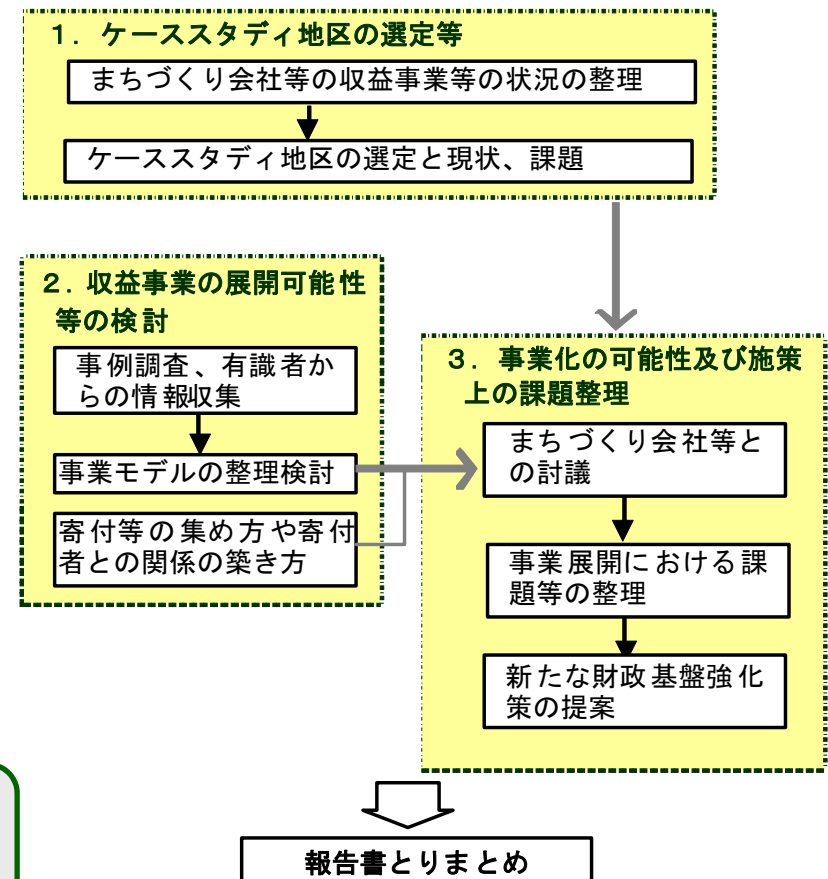 １．ケーススタディ地区の選定等
まちづくり会社等の収益事業等の状況の整理
ケーススタディ地区の選定と現状、課題
２．収益事業の展開可能性
等の検討
事例調査、有識者か
らの情報収集
事業モデルの整理検討
寄付等の集め方や寄付
者との関係の築き方
３．事業化の可能性及び施策
上の課題整理
まちづくり会社等と
の討議
事業展開における課
題等の整理
新たな財政基盤強化
策の提案
報告書とりまとめ